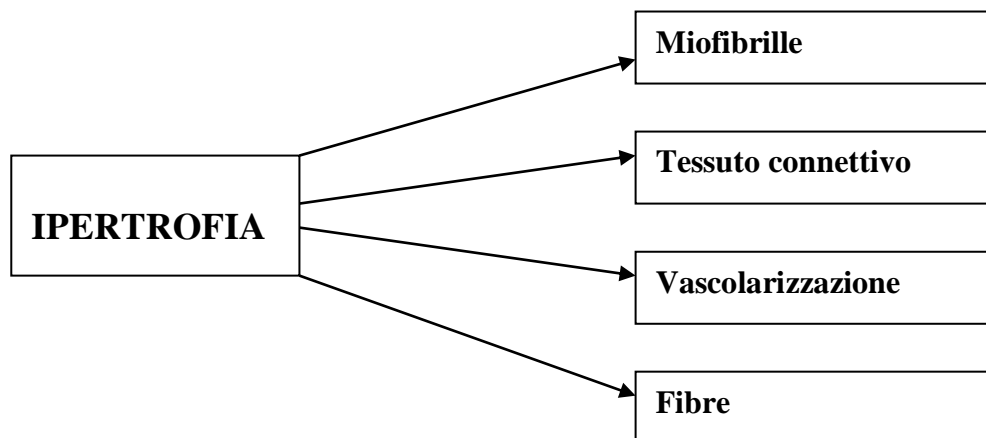 Miofibrille
Tessuto connettivo
IPERTROFIA
Vascolarizzazione
Fibre